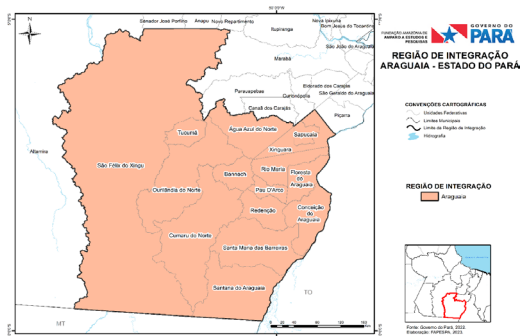 Senador José Porfírio
Anapu
Novo Repartimento
Itupiranga
Nova Ipixuna
Bom Jesus do Tocantins
São João do Araguaia
Marabá
Parauapebas
Eldorado dos Carajás
São Geraldo do Araguaia
Curionópolis
Canaã dos Carajás
Piçarra
Altamira
Tucumã
Água Azul do Norte
Sapucaia
Xinguara
São Félix do Xingu
Bannach
Rio Maria
Floresta
do
Araguaia
Ourilândia do Norte
Pau D'Arco
Redenção
Conceição
do
Araguaia
Cumaru do Norte
Santa Maria das Barreiras
Santana do Araguaia
MT
TO
N
FUNDAÇÃO AMAZÔNIA DE
AMPARO A ESTUDOS E
PESQUISAS
GOVERNO DO
PARÁ
REGIÃO DE INTEGRAÇÃO
ARAGUAIA - ESTADO DO PARÁ
CONVENÇÕES CARTOGRÁFICAS
Unidades Federativas
Limites Municipais
Limite da Região de Integração
Hidrografia
REGIÃO DE INTEGRAÇÃO
Araguaia
Fonte: Governo do Pará, 2022.
Elaboração: FAPESPA, 2023.